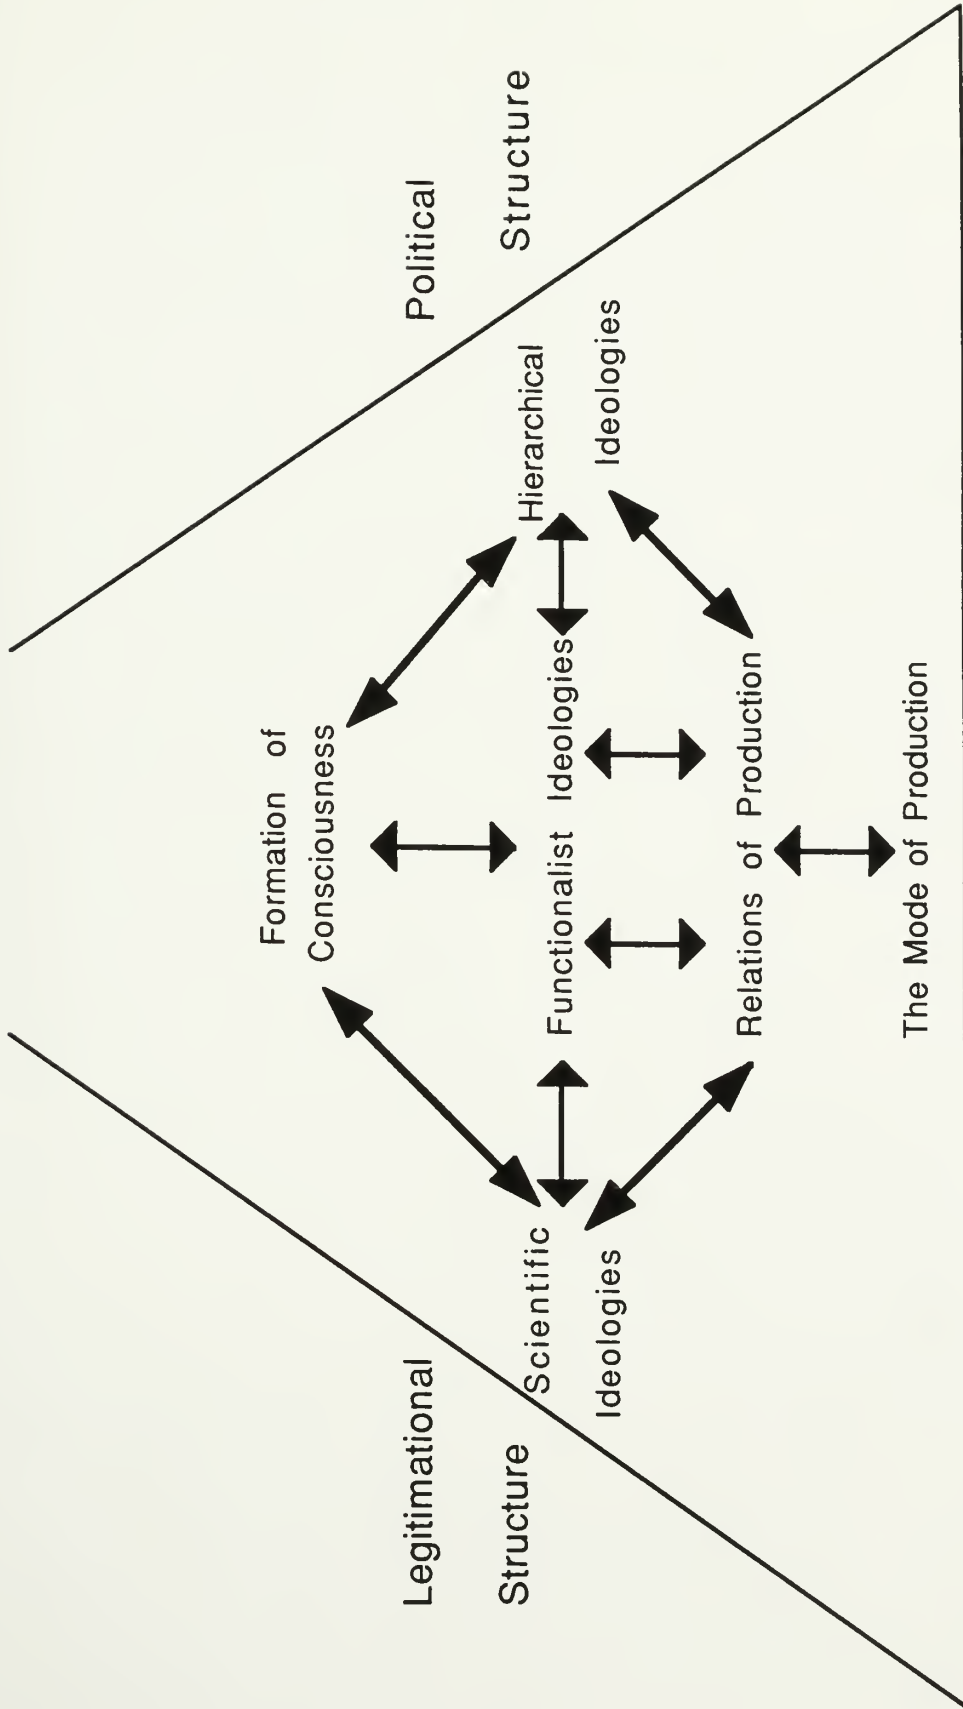 Formation of
Consciousness
Legitimational
Structure
Political
Structure
Scientific
Ideologies
Functionalist Ideologies
Hierarchical
Ideologies
Relations of Production
The Mode of Production